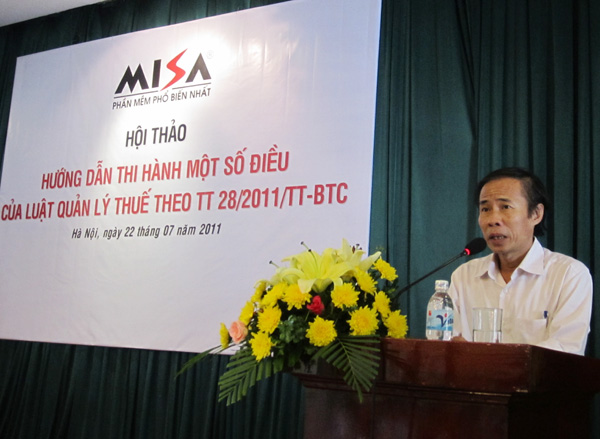 MISA
PHẦN MỀM PHỔ BIẾN NHẤT
HỘI THẢO
HƯỚNG DẪN THI HÀNH MỘT SỐ ĐIỀU
CỦA LUẬT QUẢN LÝ THUẾ THEO TT 28/2011/TT-BTC
Hà Nội, ngày 22 tháng 07 năm 2011